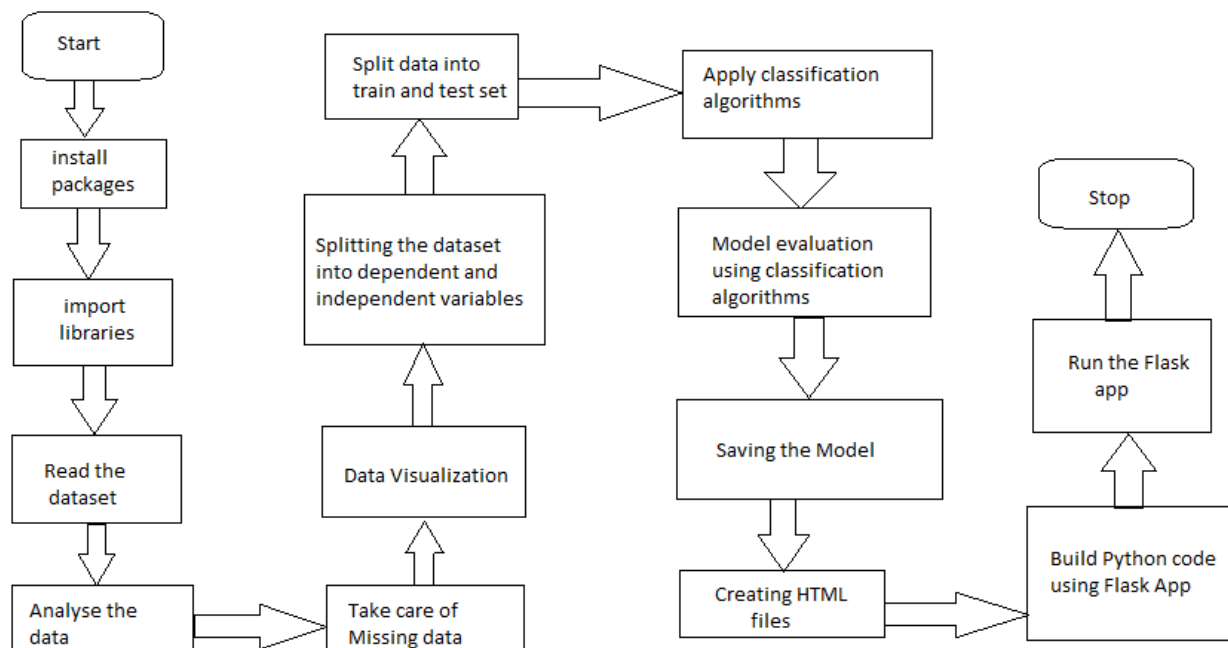 Start
install
packages
import
libraries
Read the
dataset
Analyse the
data
Take care of
Missing data
Data Visualization
Splitting the dataset
into dependent and
independent variables
Split data into
train and test set
Apply classification
algorithms
Model evaluation
using classification
algorithms
Saving the Model
Creating HTML
files
Build Python code
using Flask App
Run the Flask
app
Stop